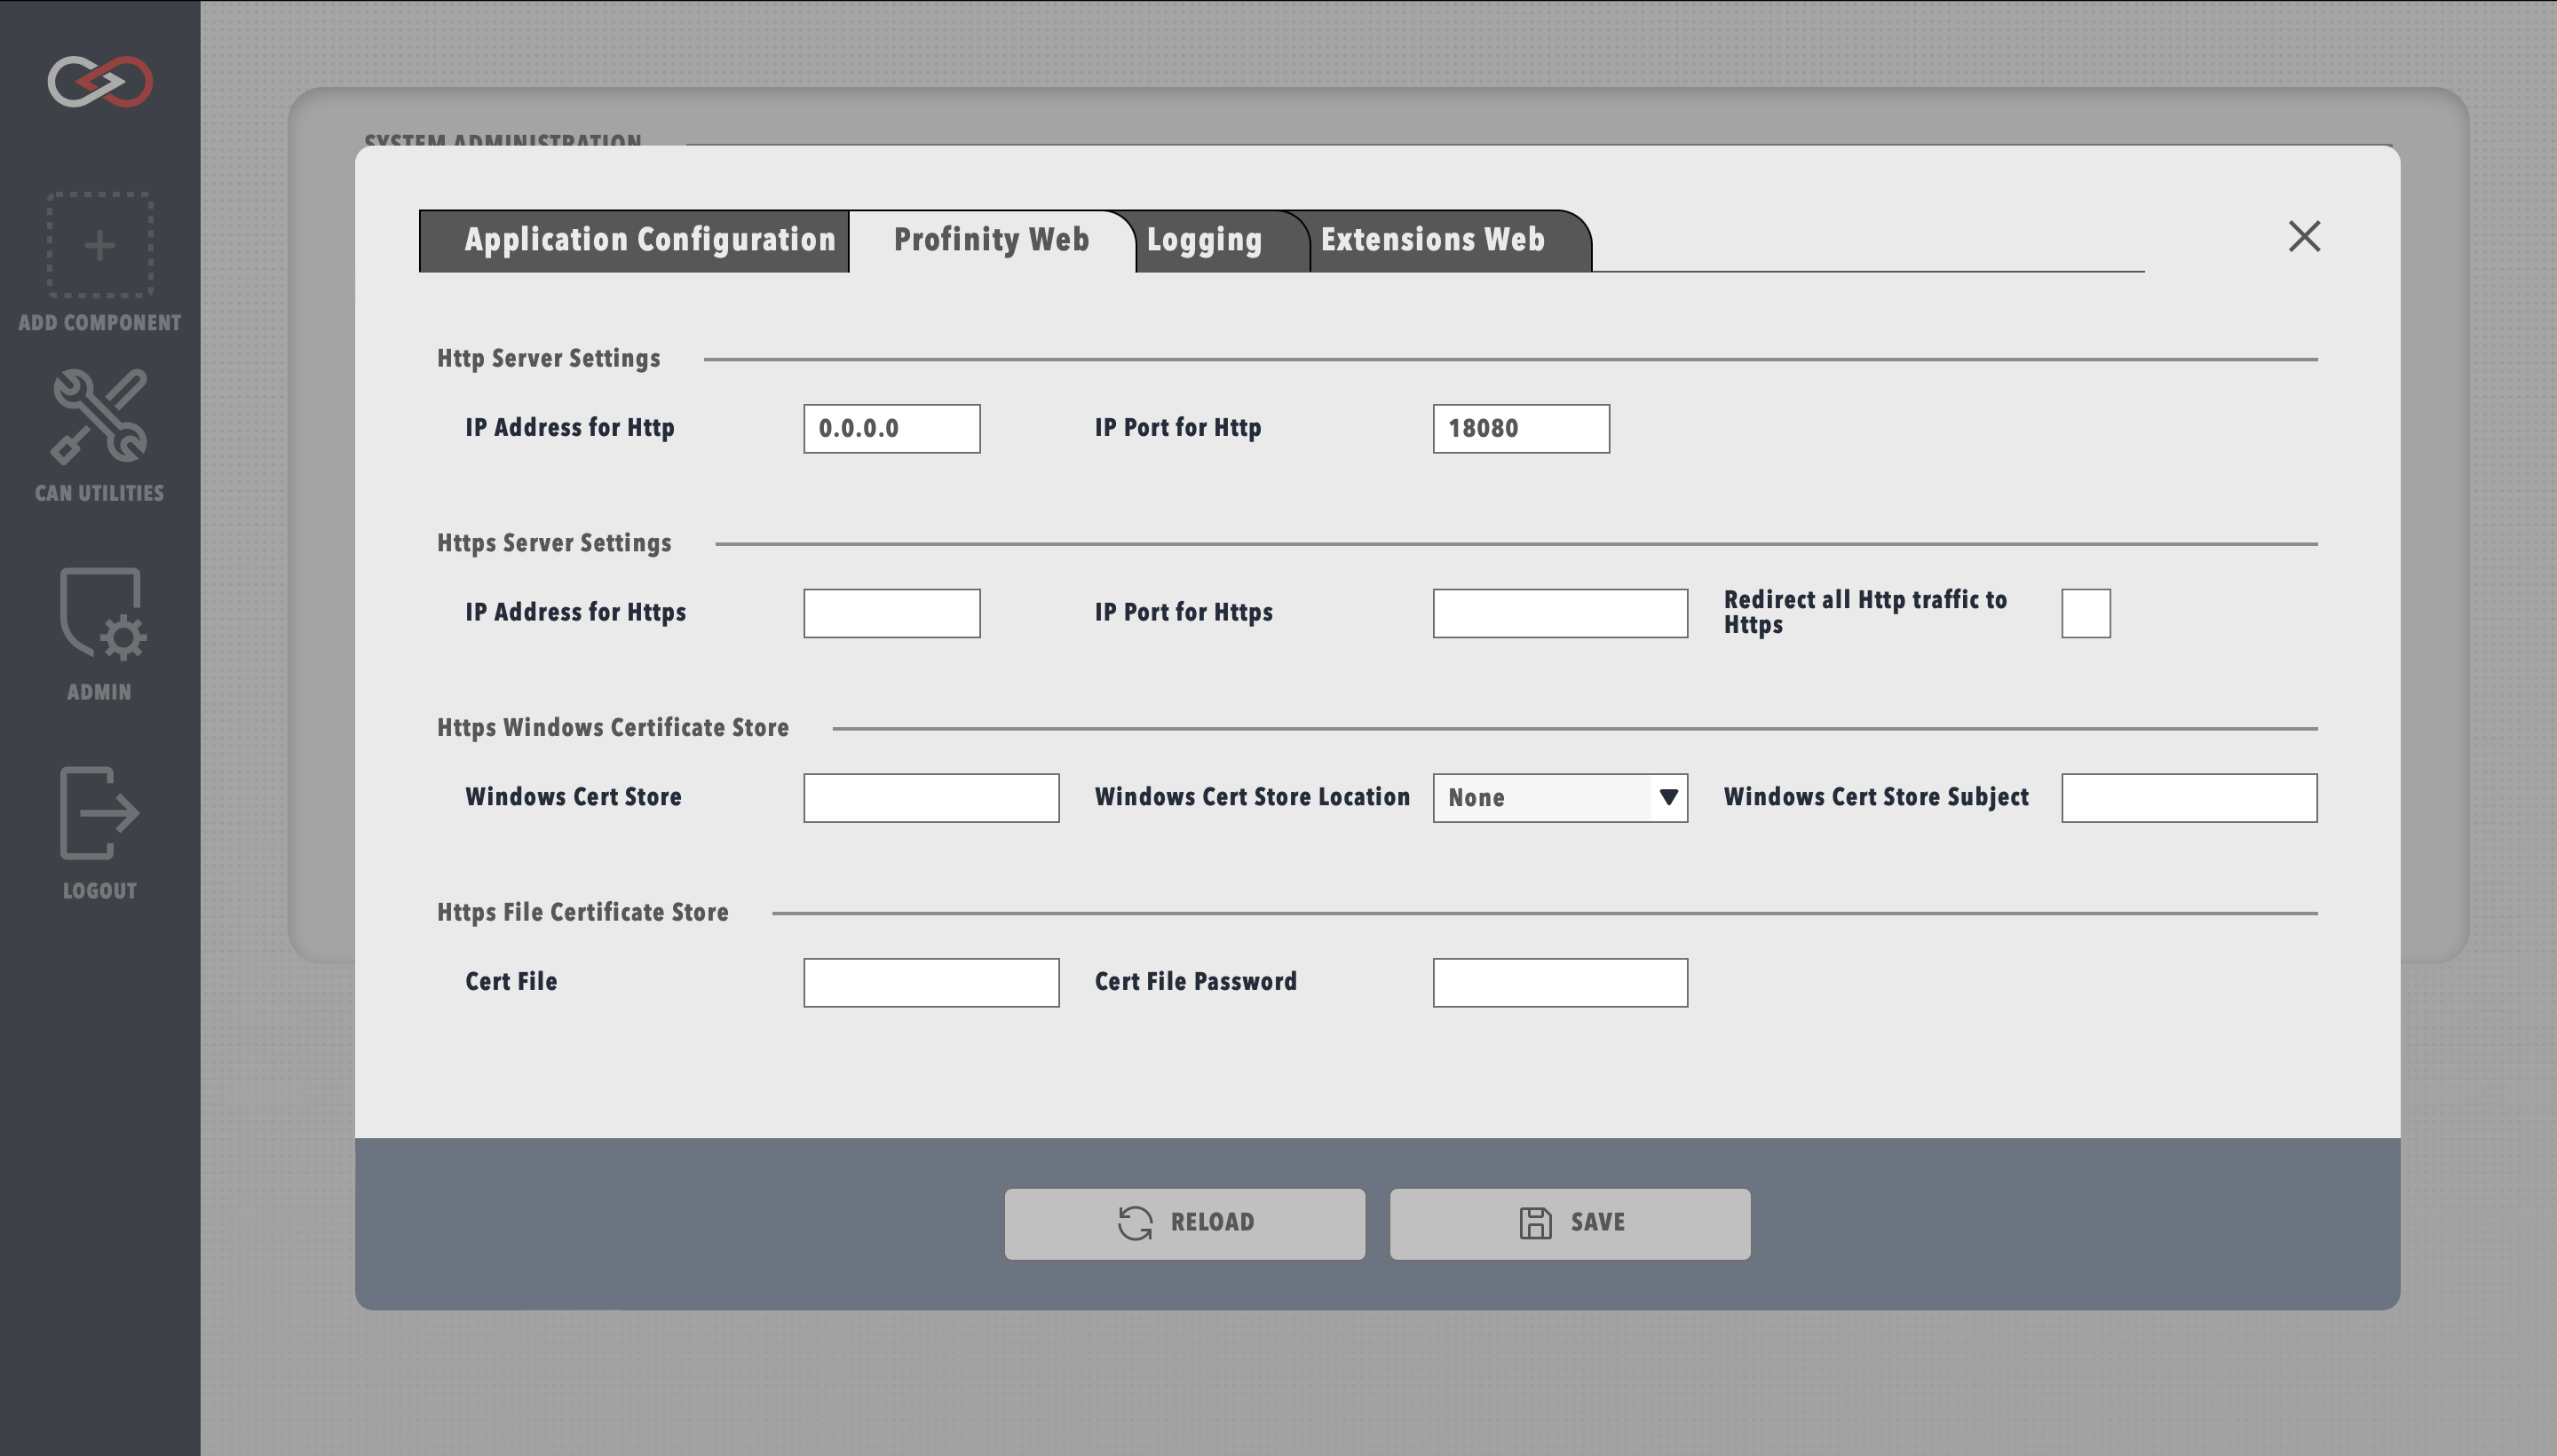 SYSTEM ADMINISTRATION
Application Configuration
Profinity Web
Logging
Extensions Web
ADD COMPONENT
CAN UTILITIES
ADMIN
LOGOUT
Http Server Settings
IP Address for Http
0.0.0.0
IP Port for Http
18080
Https Server Settings
IP Address for Https
IP Port for Https
Redirect all Http traffic to
Https
Https Windows Certificate Store
Windows Cert Store
Windows Cert Store Location
None
Windows Cert Store Subject
Https File Certificate Store
Cert File
Cert File Password
RELOAD
SAVE